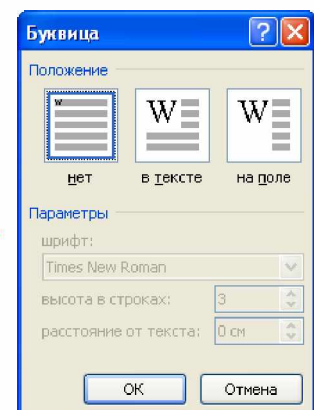 Буквица
Положение
W W W
нет в тексте на поле
Параметры
шрифт:
Times New Roman
высота в строках: 3
расстояние от текста: 0 см
ОК Отмена